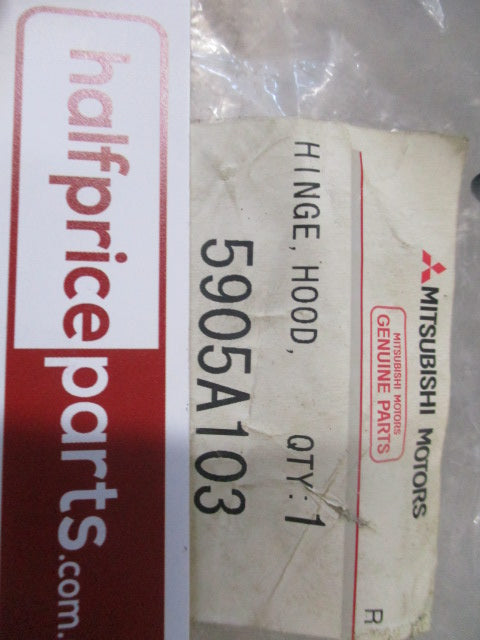 MITSUBISHI MOTORS
MITSUBISHI MOTORS
GENUINE PARTS
R
HINGE, HOOD, QTY:1
5905A103
halfpriceparts.com.